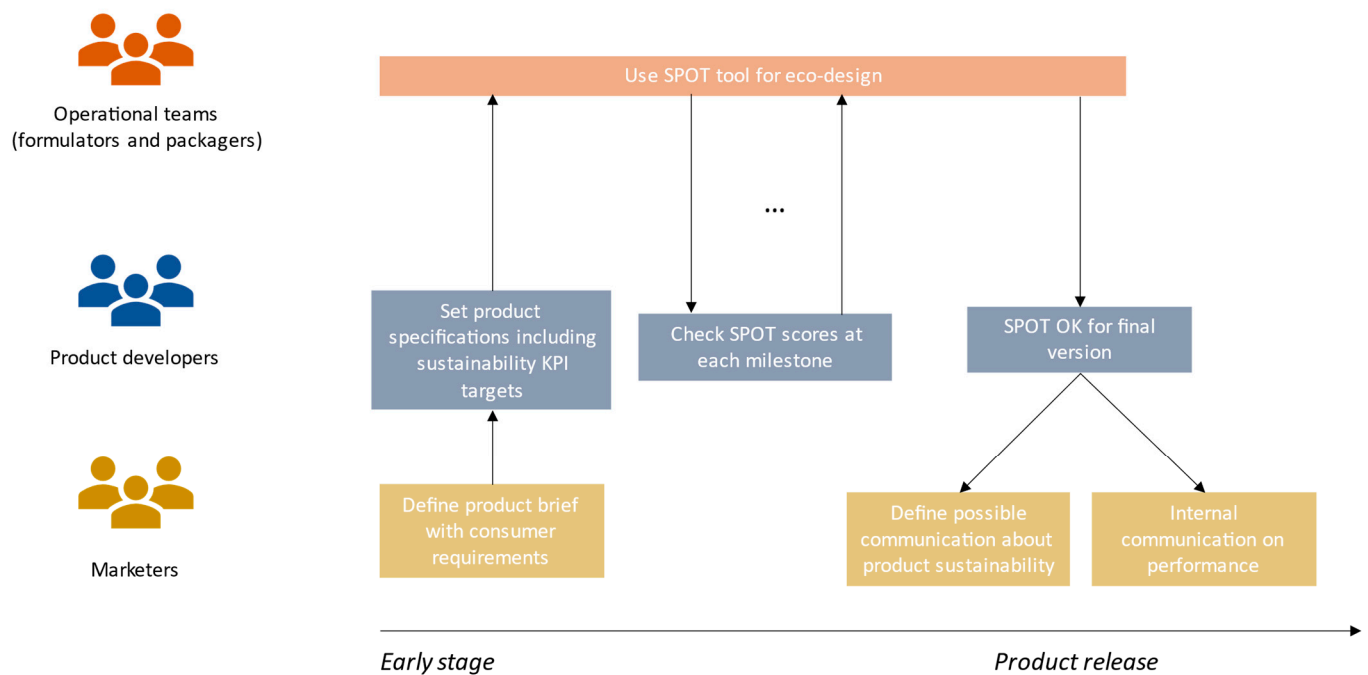 Use SPOT tool for eco-design
Operational teams
(formulators and packagers)
...
Set product
specifications including
sustainability KPI
targets
Check SPOT scores at
each milestone
SPOT OK for final
version
Product developers
Define product brief
with consumer
requirements
Define possible
communication about
product sustainability
Internal
communication on
performance
Marketers
Early stage
Product release